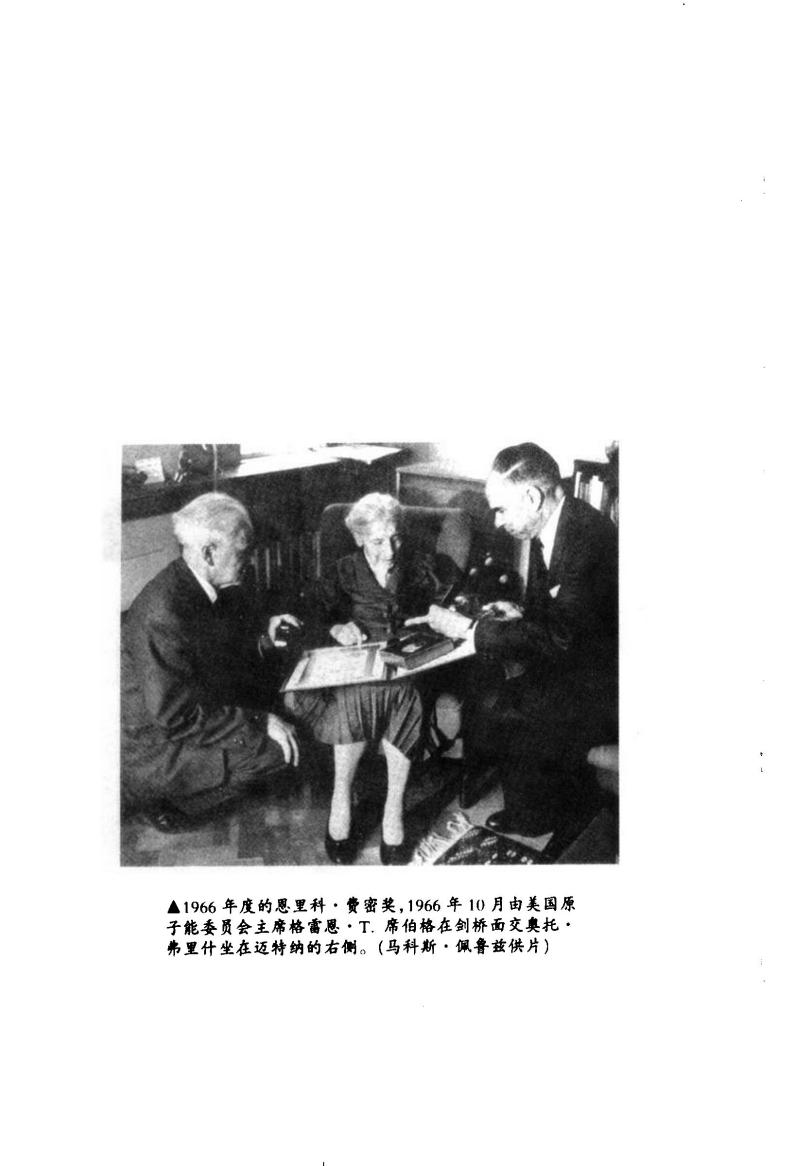 ▲1966 年度的恩里科·费密奖,1966 年 10 月由美国原
子能委员会主席格雷恩·T. 席伯格在剑桥面交奥托·
弗里什坐在迈特纳的右侧。(马科斯·佩鲁兹供片)